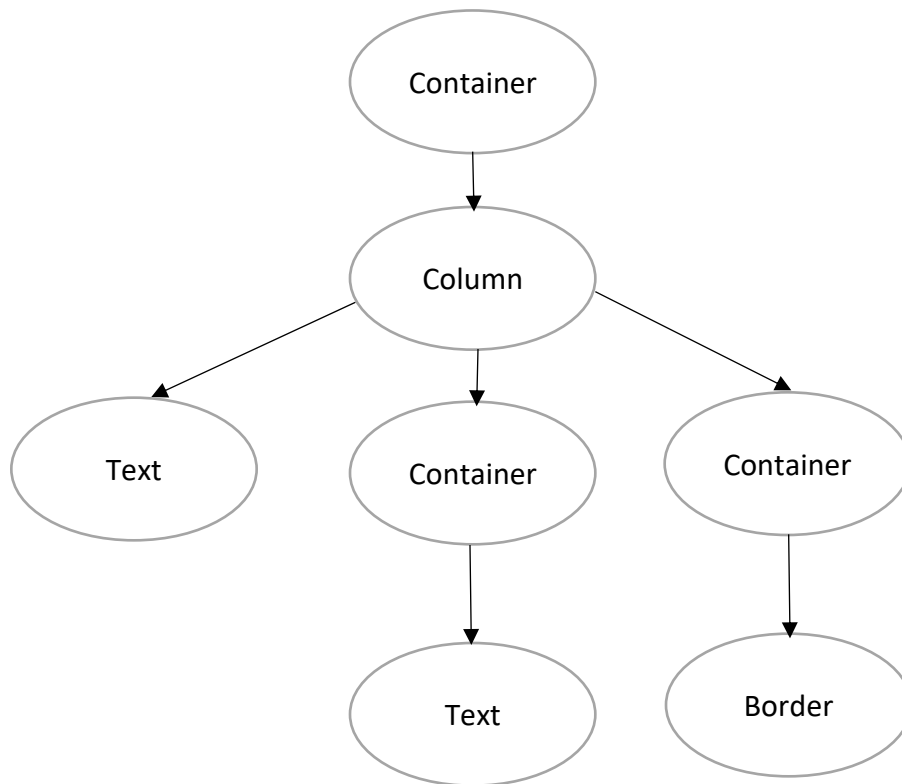 Container
Column
Text
Container
Container
Text
Border